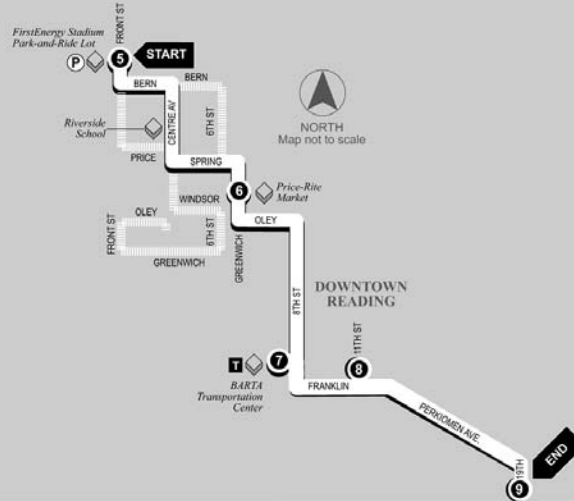 FirstEnergy Stadium
Park-and-Ride Lot
P
FRONT ST
5
START
BERN
BERN
Riverside
School
CENTRE AV
6TH ST
NORTH
Map not to scale
PRICE
SPRING
6
Price-Rite
Market
WINDSOR
OLEY
OLEY
FRONT ST
6TH ST
GREENWICH
GREENWICH
8TH ST
DOWNTOWN
READING
11TH ST
T
7
8
BARTA
Transportation
Center
FRANKLIN
PERKIOMEN AVE.
19TH
END
9